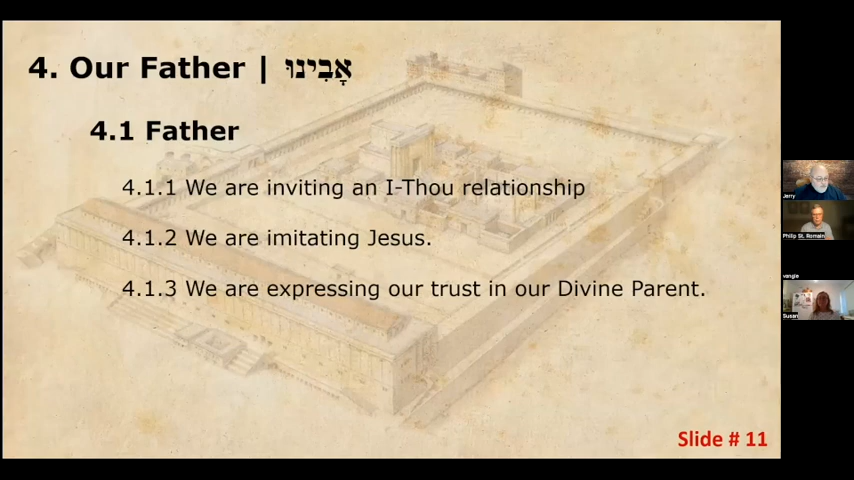 4. Our Father | אָבִינוּ
4.1 Father
4.1.1 We are inviting an I-Thou relationship
4.1.2 We are imitating Jesus.
4.1.3 We are expressing our trust in our Divine Parent.
Slide # 11
Jerry
Philip St. Romain
vangie
Susan